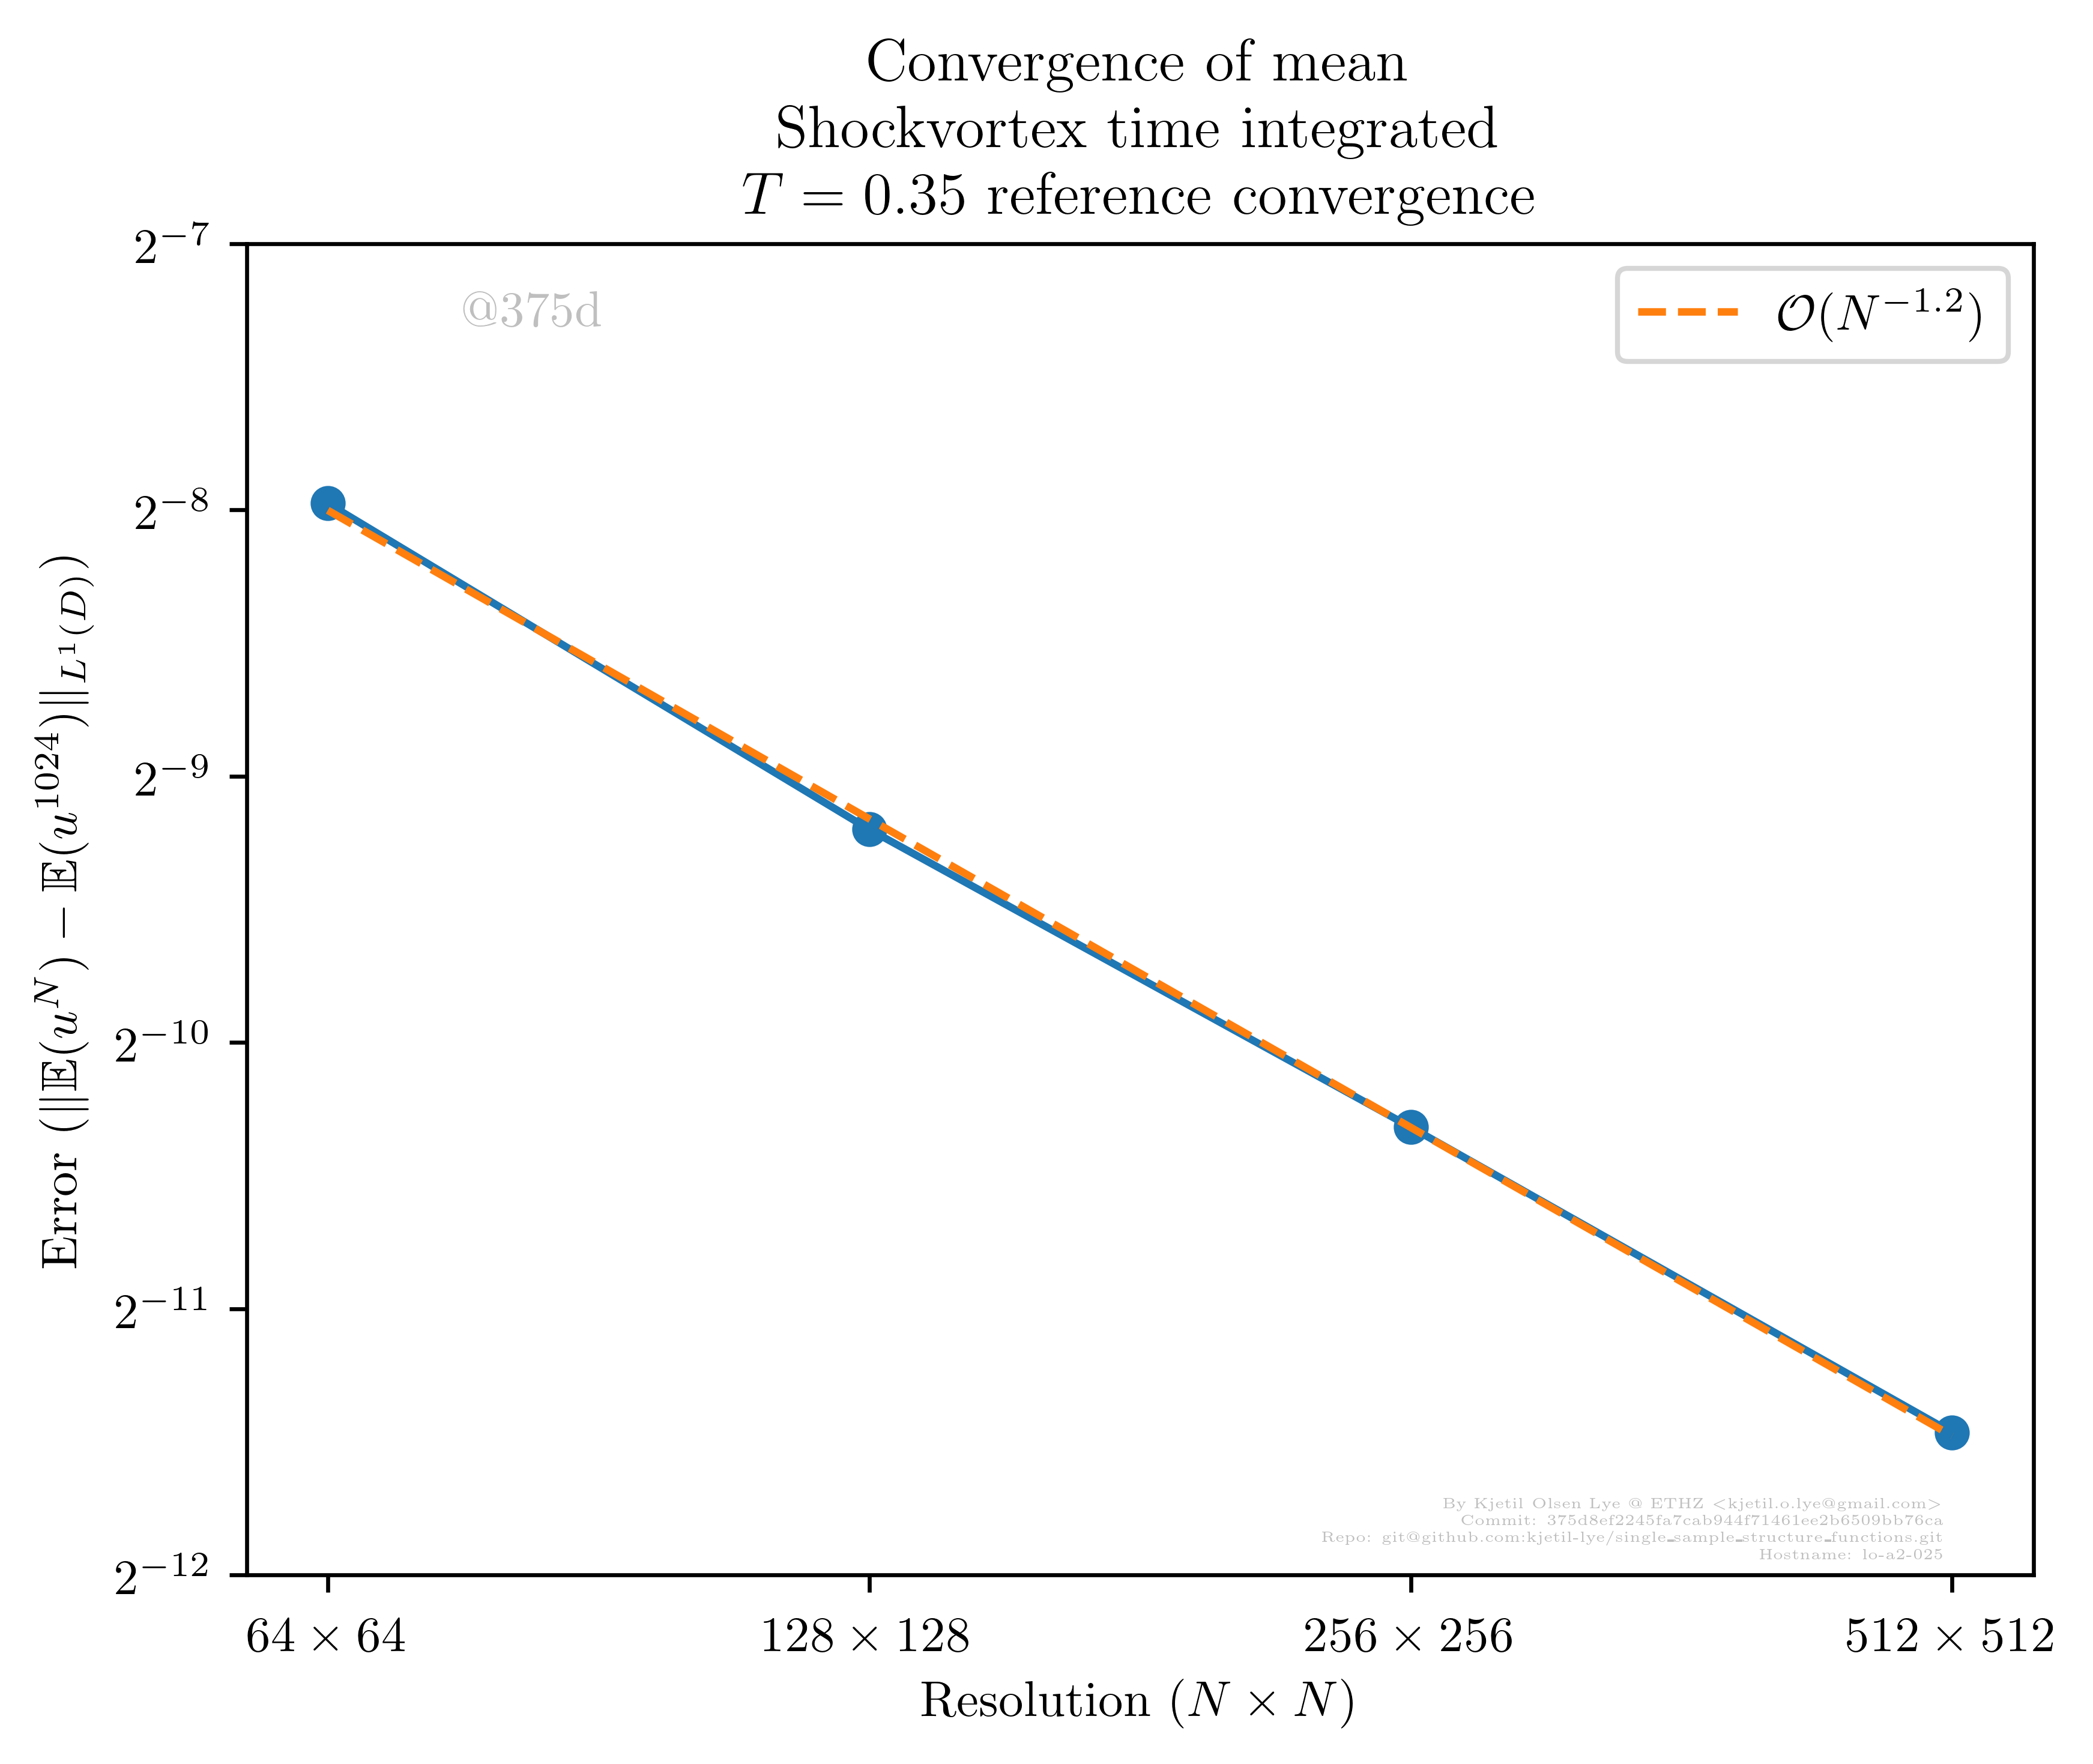 Convergence of mean
Shockvortex time integrated
T = 0.35 reference convergence
2^{-7}
@375d
O(N^{-1.2})
2^{-8}
2^{-9}
2^{-10}
2^{-11}
2^{-12}
Error (||𝔼(u^N) − 𝔼(u^{1024})||_{L^1(D)})
By Kjetil Olsen Lye @ ETHZ <kjetil.o.lye@gmail.com>
Commit: 375d8ef2245fa7cab944f71461ee2b6509bb76ca
Repo: git@github.com:kjetil-lye/single_sample_structure_functions.git
Hostname: lo-a2-025
64 × 64 128 × 128 256 × 256 512 × 512
Resolution (N × N)